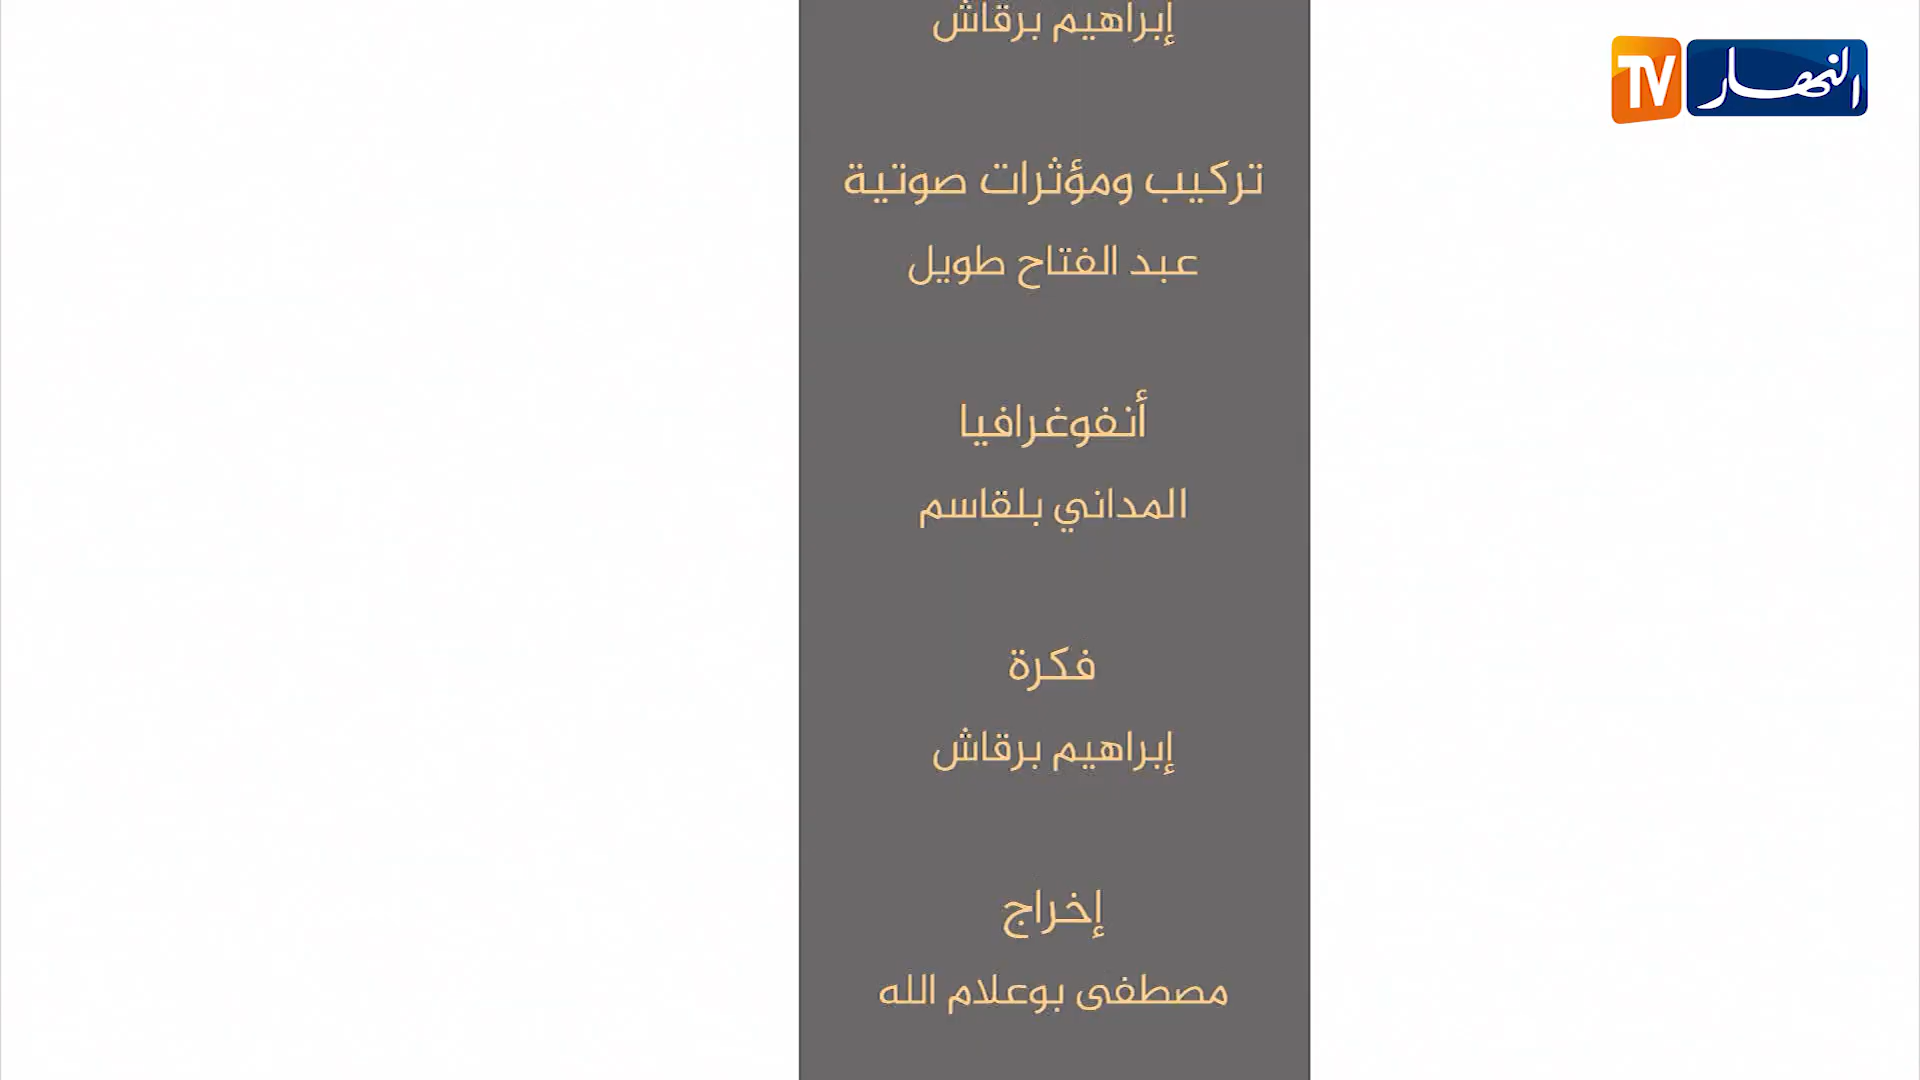 إبراهيم برقاش
النهار TV
تركيب ومؤثرات صوتية
عبد الفتاح طويل
أنفوغرافيا
المداني بلقاسم
فكرة
إبراهيم برقاش
إخراج
مصطفى بوعلام الله